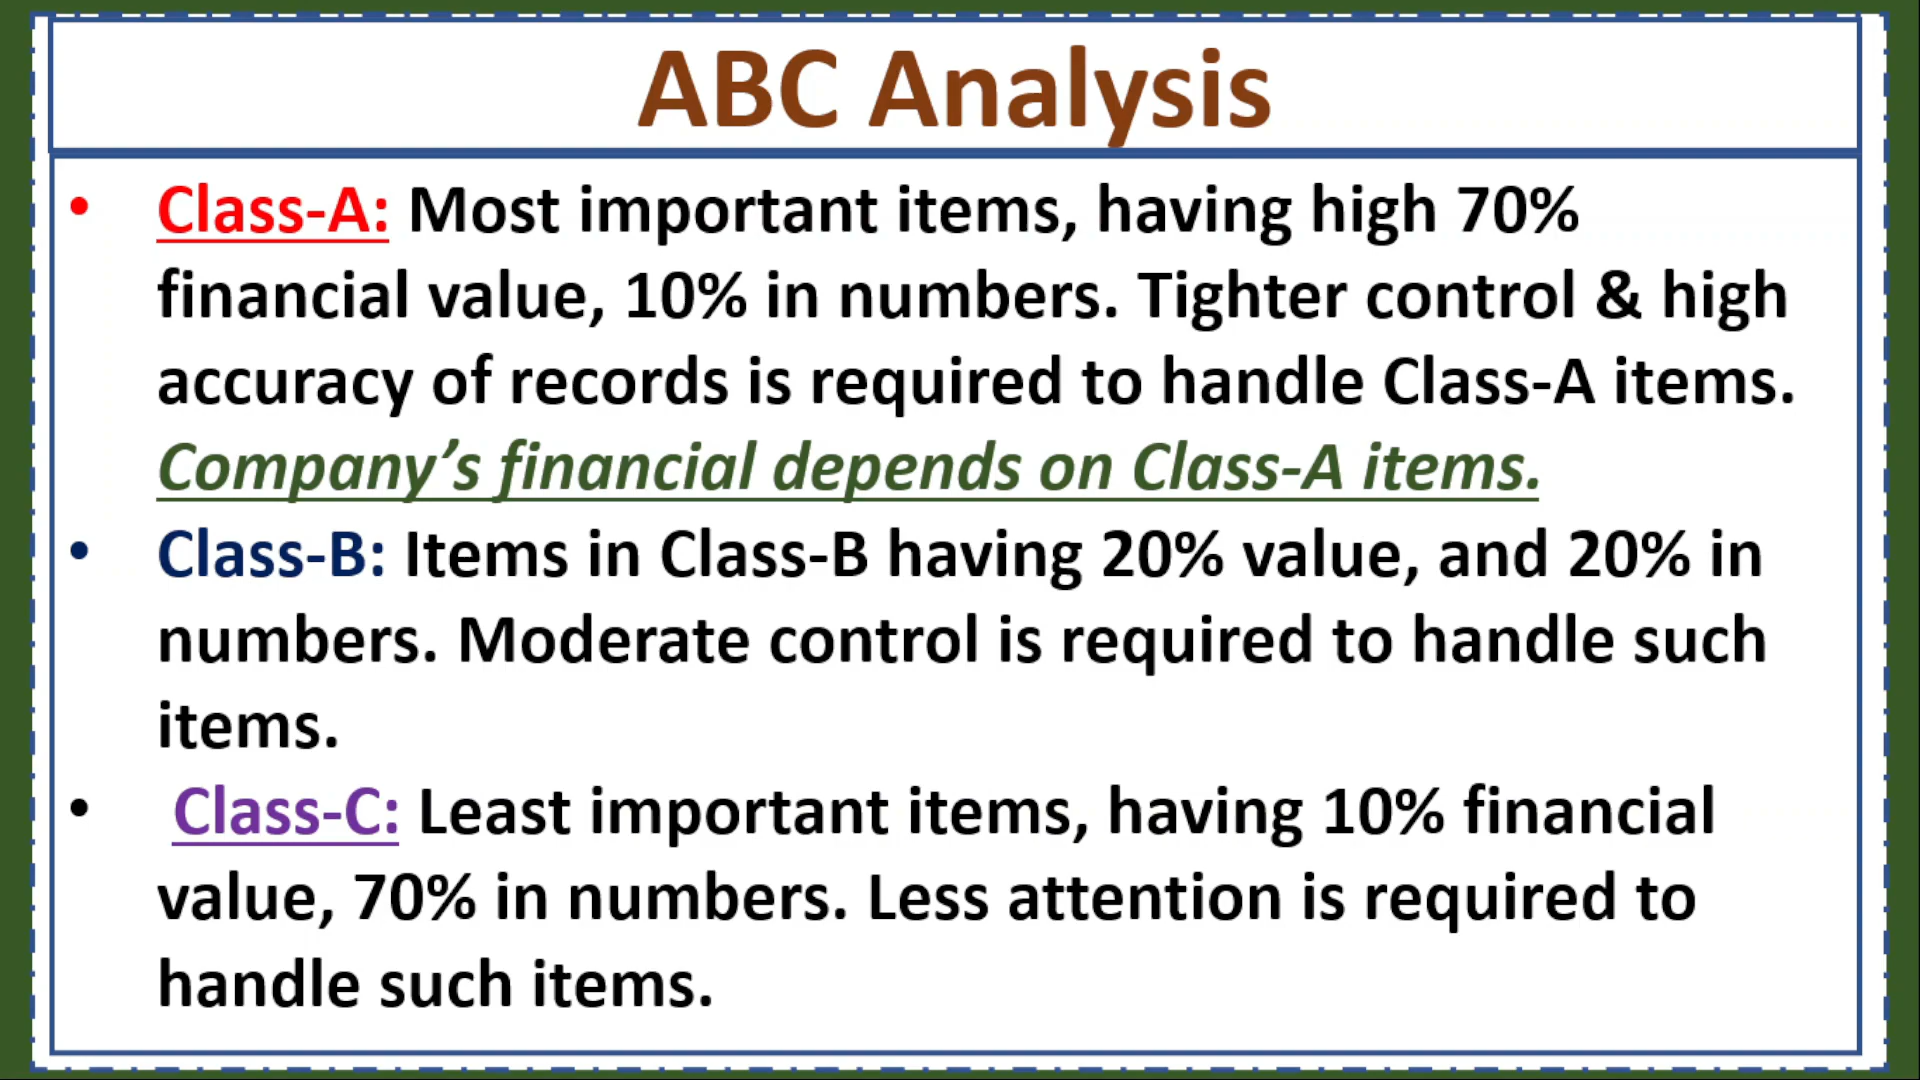 ABC Analysis
• Class-A: Most important items, having high 70%
financial value, 10% in numbers. Tighter control & high
accuracy of records is required to handle Class-A items.
Company’s financial depends on Class-A items.
• Class-B: Items in Class-B having 20% value, and 20% in
numbers. Moderate control is required to handle such
items.
• Class-C: Least important items, having 10% financial
value, 70% in numbers. Less attention is required to
handle such items.